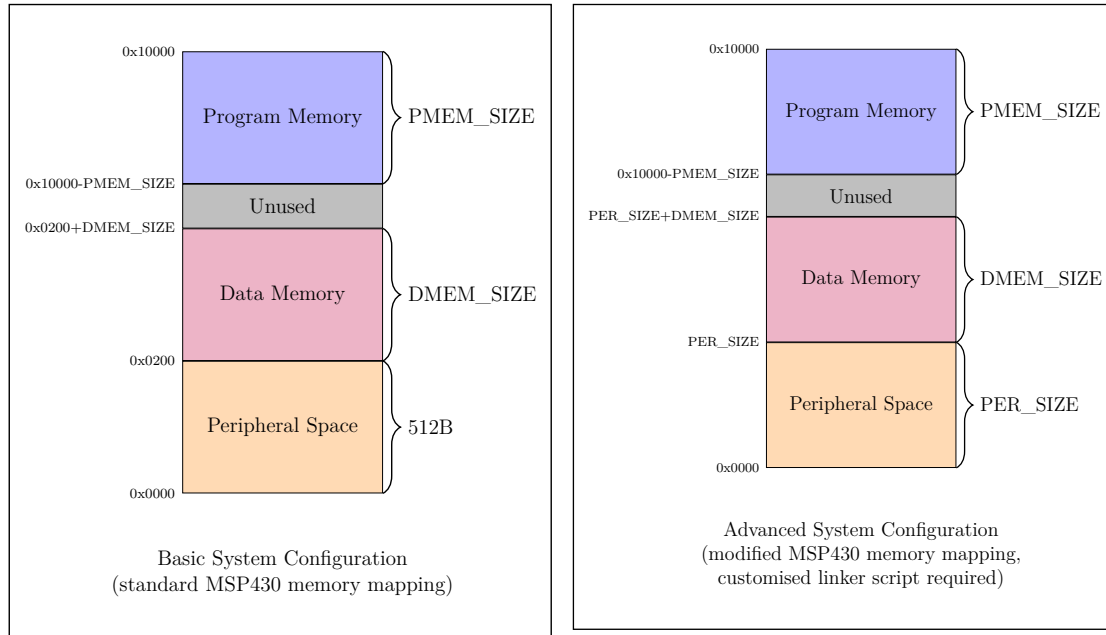 0x10000
Program Memory
PMEM_SIZE
0x10000-PMEM_SIZE
Unused
0x0200+DMEM_SIZE
Data Memory
DMEM_SIZE
0x0200
Peripheral Space
512B
0x0000
Basic System Configuration
(standard MSP430 memory mapping)
0x10000
Program Memory
PMEM_SIZE
0x10000-PMEM_SIZE
Unused
PER_SIZE+DMEM_SIZE
Data Memory
DMEM_SIZE
PER_SIZE
Peripheral Space
PER_SIZE
0x0000
Advanced System Configuration
(modified MSP430 memory mapping,
customised linker script required)